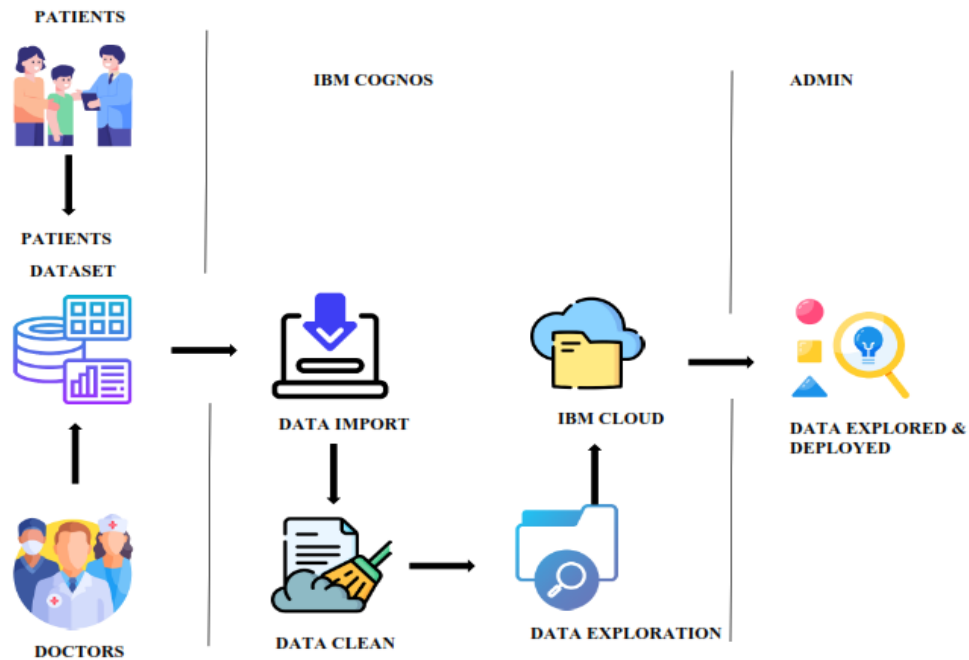 PATIENTS
IBM COGNOS
ADMIN
PATIENTS
DATASET
DATA IMPORT
IBM CLOUD
DATA EXPLORED &
DEPLOYED
DATA CLEAN
DATA EXPLORATION
DOCTORS